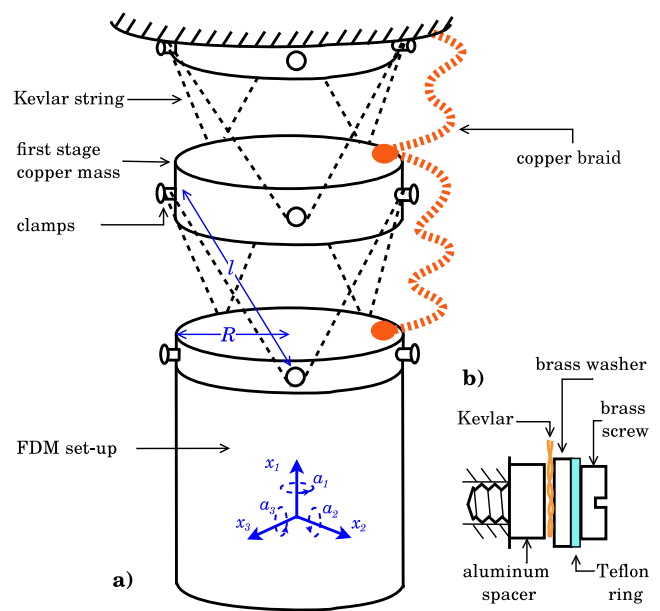 Kevlar string
first stage
copper mass
clamps
copper braid
l
R
FDM set-up
x1
a1
a3
a2
x3
x2
a)
b)
brass washer
Kevlar
brass
screw
aluminum
spacer
Teflon
ring